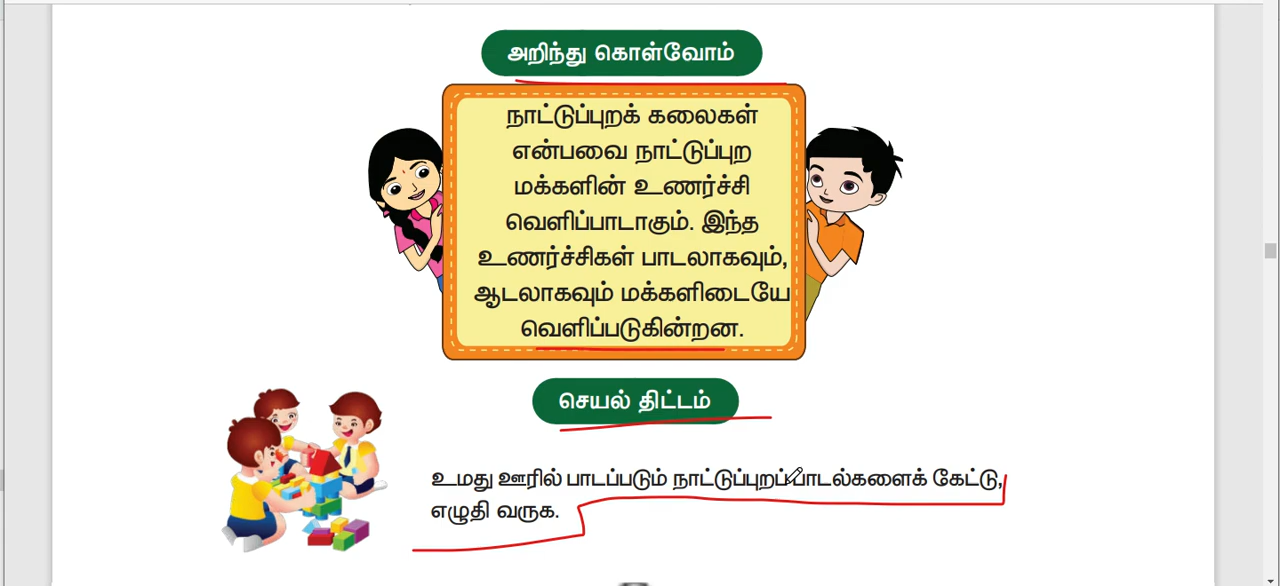 அறிந்து கொள்வோம்
நாட்டுப்புறக் கலைகள்
என்பவை நாட்டுப்புற
மக்களின் உணர்ச்சி
வெளிப்பாடாகும். இந்த
உணர்ச்சிகள் பாடலாகவும்,
ஆடலாகவும் மக்களிடையே
வெளிப்படுகின்றன.
செயல் திட்டம்
உமது ஊரில் பாடப்படும் நாட்டுப்புறப்பாடல்களைக் கேட்டு,
எழுதி வருக.